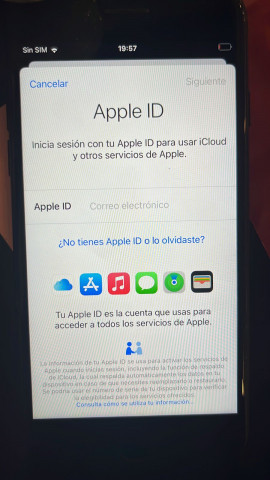 Sin SIM 19:57
Cancelar Siguiente
Apple ID
Inicia sesión con tu Apple ID para usar iCloud
y otros servicios de Apple.
Apple ID Correo electrónico
¿No tienes Apple ID o lo olvidaste?
Tu Apple ID es la cuenta que usas para
acceder a todos los servicios de Apple.
La información de tu Apple ID se usa para activar los servicios de
Apple cuando inicias sesión, incluyendo la función de respaldo
de iCloud, la cual respalda automáticamente los datos en tu
dispositivo en caso de que necesites reemplazarlo o restaurarlo.
Se podría usar el número de serie de tu dispositivo para verificar
la elegibilidad para los servicios ofrecidos.
Consulta cómo se utiliza tu información...